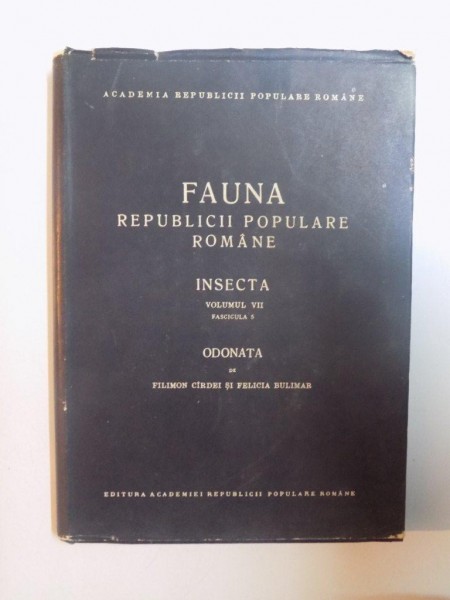 ACADEMIA REPUBLICII POPULARE ROMÂNE
FAUNA
REPUBLICII POPULARE
ROMÂNE
INSECTA
VOLUMUL VII
FASCICULA 5
ODONATA
DE
FILIMON CÎRDEI ȘI FELICIA BULIMAR
EDITURA ACADEMIEI REPUBLICII POPULARE ROMÂNE